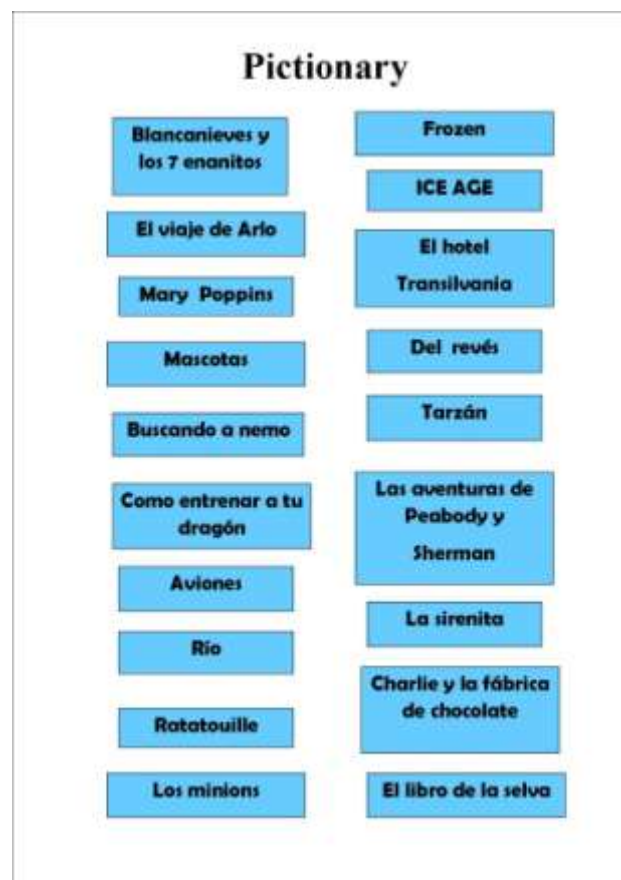 Pictionary
Blancanieves y
los 7 enanitos
El viaje de Arlo
Mary Poppins
Mascotas
Buscando a nemo
Como entrenar a tu
dragón
Aviones
Río
Ratatouille
Los minions
Frozen
ICE AGE
El hotel
Transilvania
Del revés
Tarzán
Las aventuras de
Peabody y
Sherman
La sirenita
Charlie y la fábrica
de chocolate
El libro de la selva